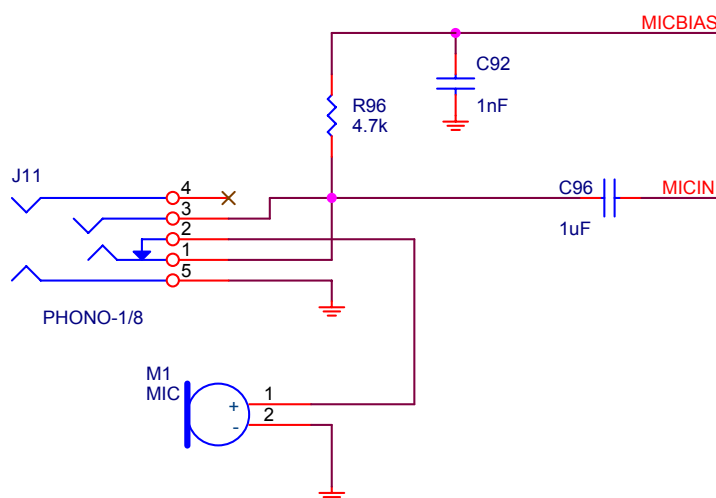 MICBIAS
C92
1nF
R96
4.7k
J11
4
3
2
1
5
C96
1uF
MICIN
PHONO-1/8
M1
MIC
1
2
+
-